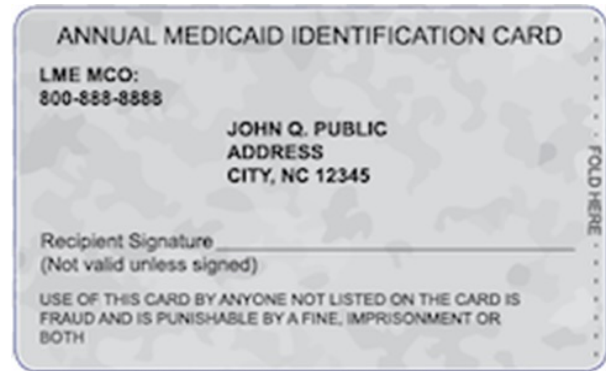 ANNUAL MEDICAID IDENTIFICATION CARD
LME MCO:
800-888-8888
JOHN Q. PUBLIC
ADDRESS
CITY, NC 12345
FOLD HERE
Recipient Signature
(Not valid unless signed)
USE OF THIS CARD BY ANYONE NOT LISTED ON THE CARD IS
FRAUD AND IS PUNISHABLE BY A FINE, IMPRISONMENT OR
BOTH